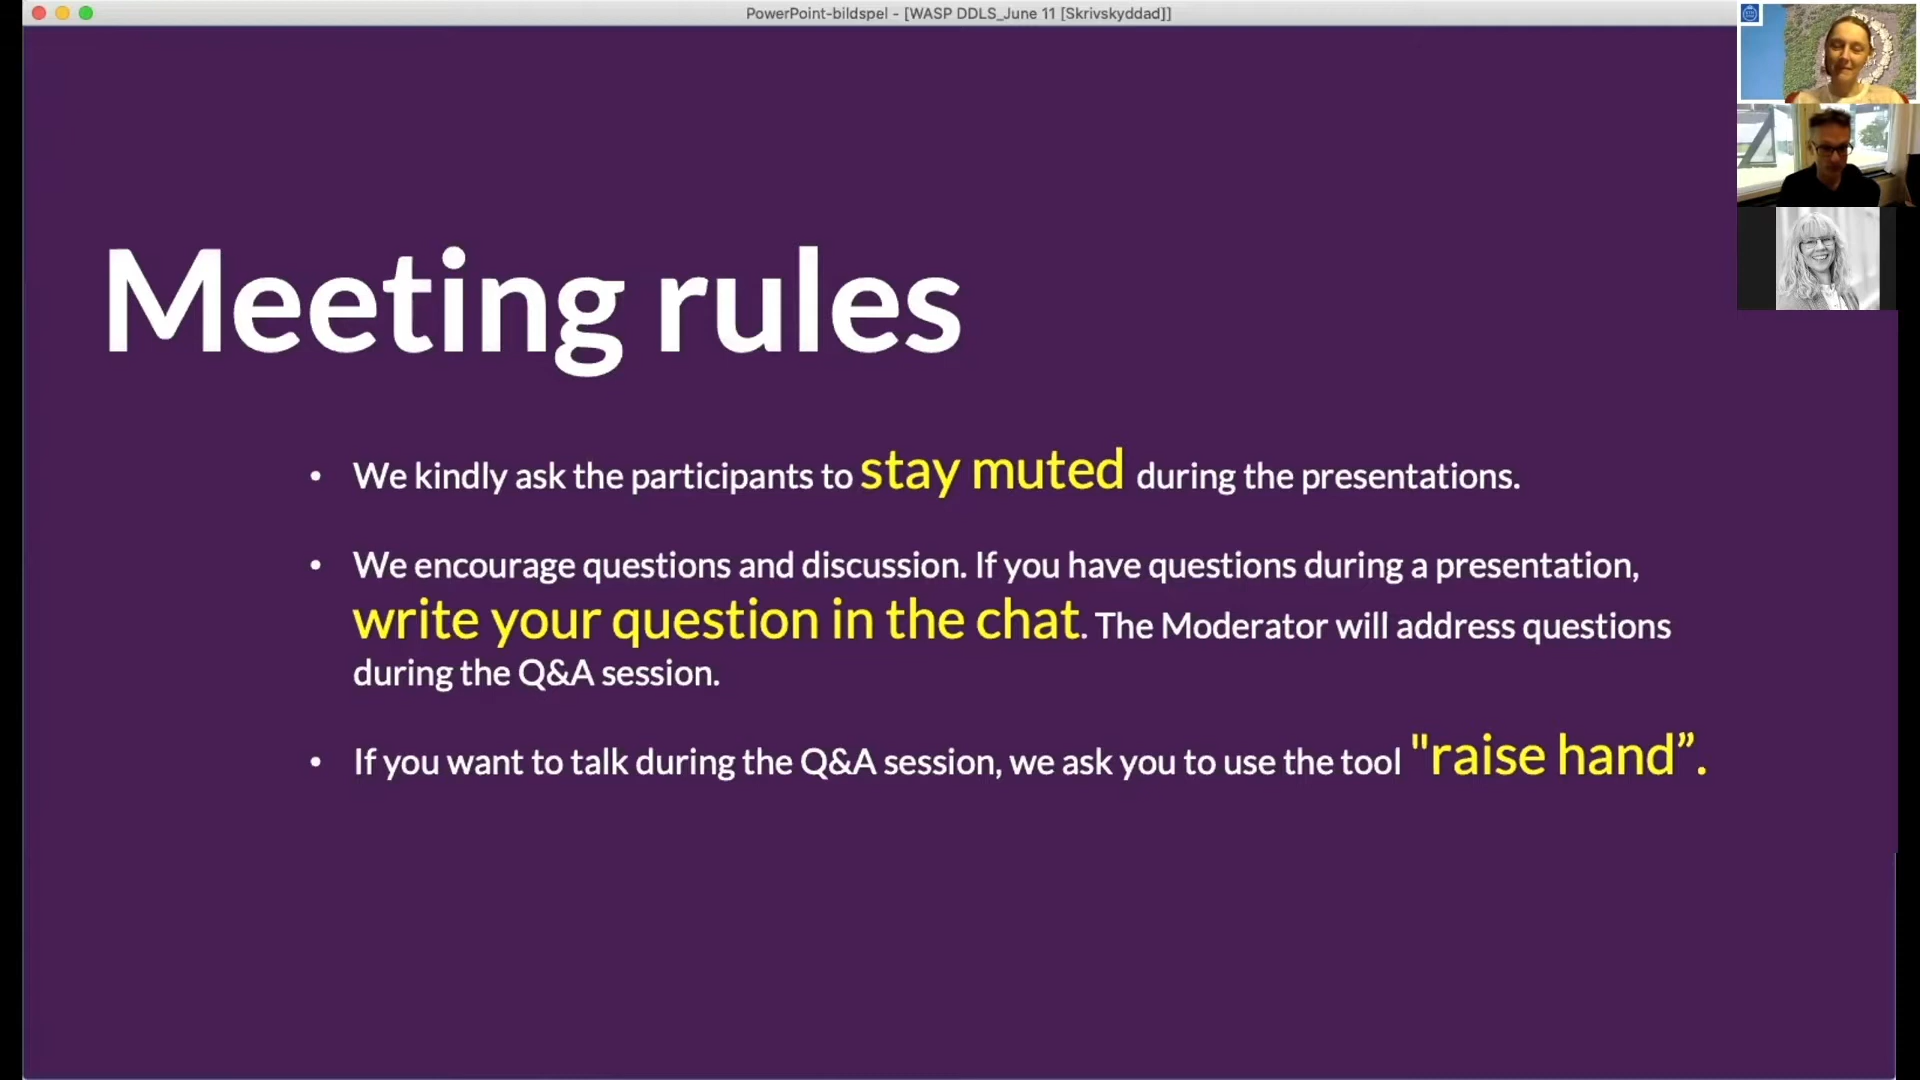 PowerPoint-bildspel - [WASP DDLS_June 11 [Skrivskyddad]]
Meeting rules
• We kindly ask the participants to stay muted during the presentations.
• We encourage questions and discussion. If you have questions during a presentation,
write your question in the chat. The Moderator will address questions
during the Q&A session.
• If you want to talk during the Q&A session, we ask you to use the tool "raise hand”.